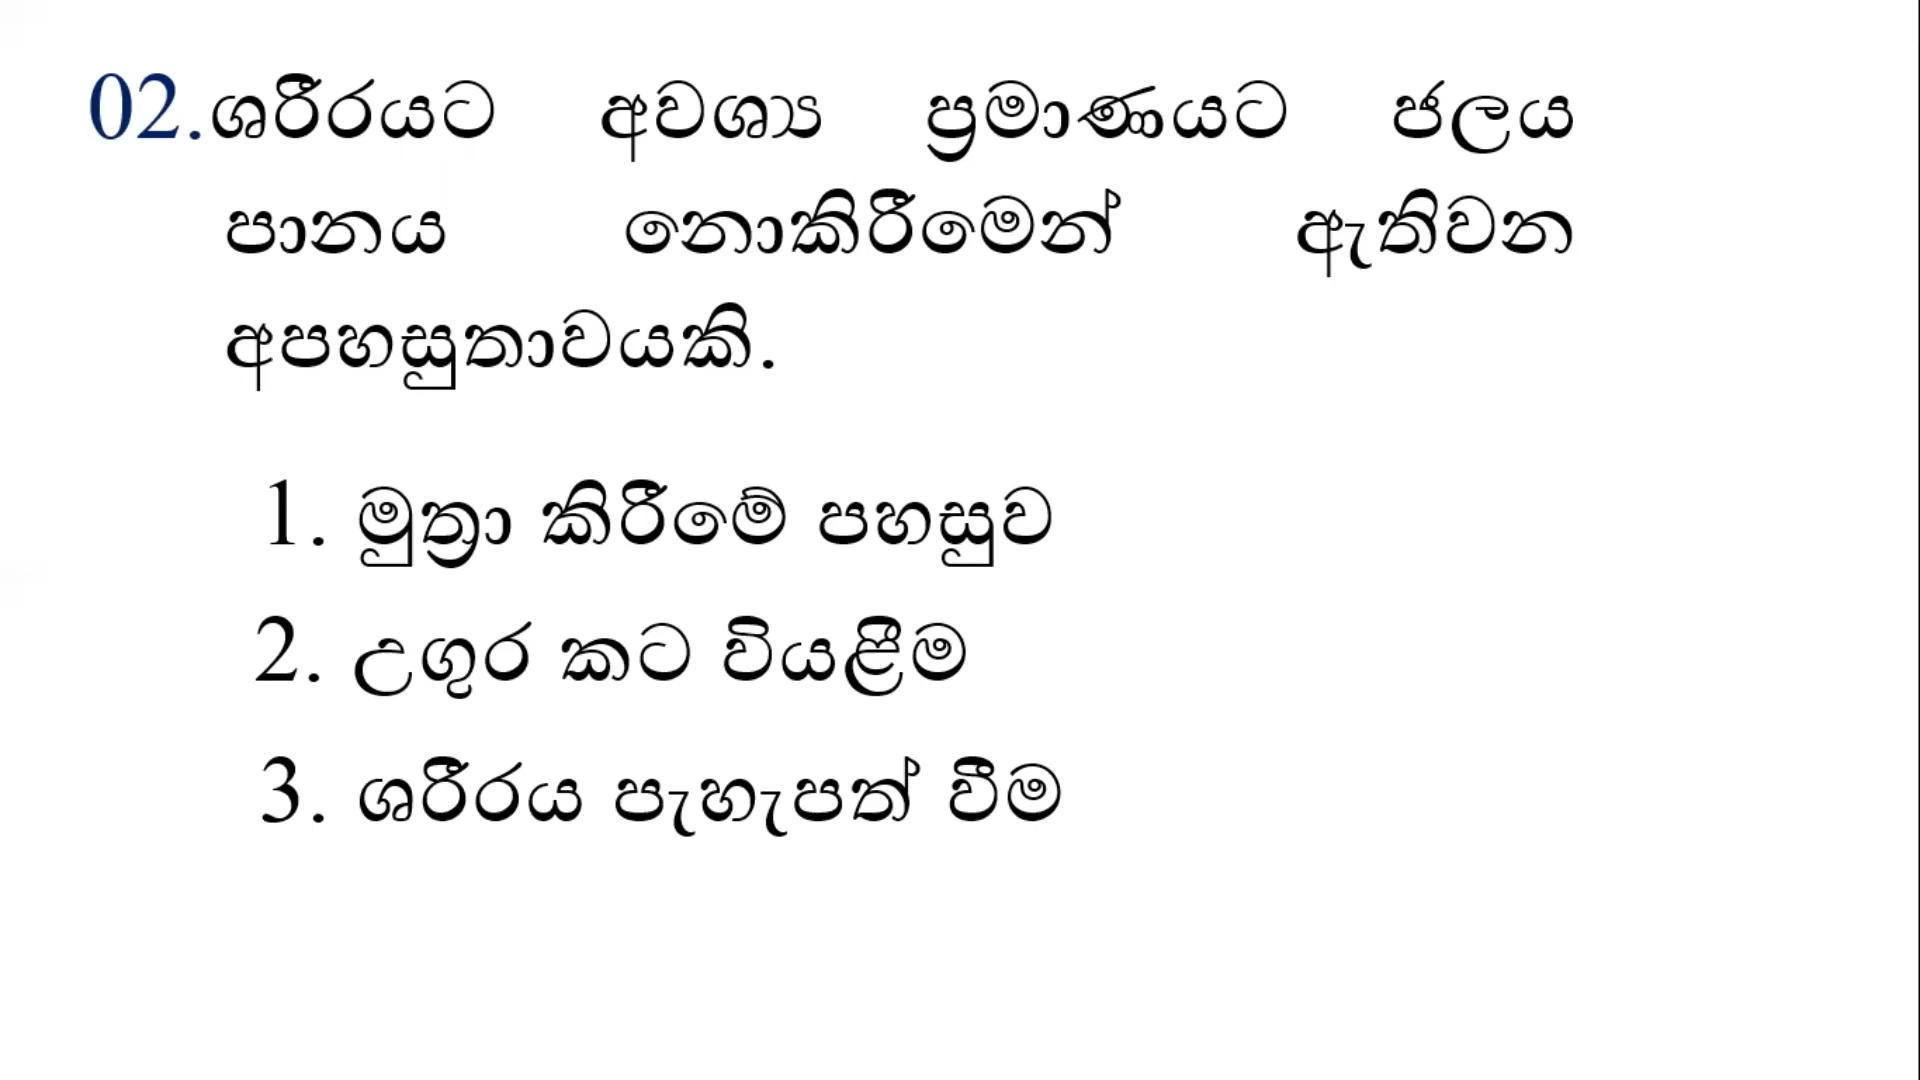 02.ශරීරයට අවශ්‍ය ප්‍රමාණයට ජලය
පානය නොකිරීමෙන් ඇතිවන
අපහසුතාවයකි.
1. මුත්‍රා කිරීමේ පහසුව
2. උගුර කට වියළීම
3. ශරීරය පැහැපත් වීම